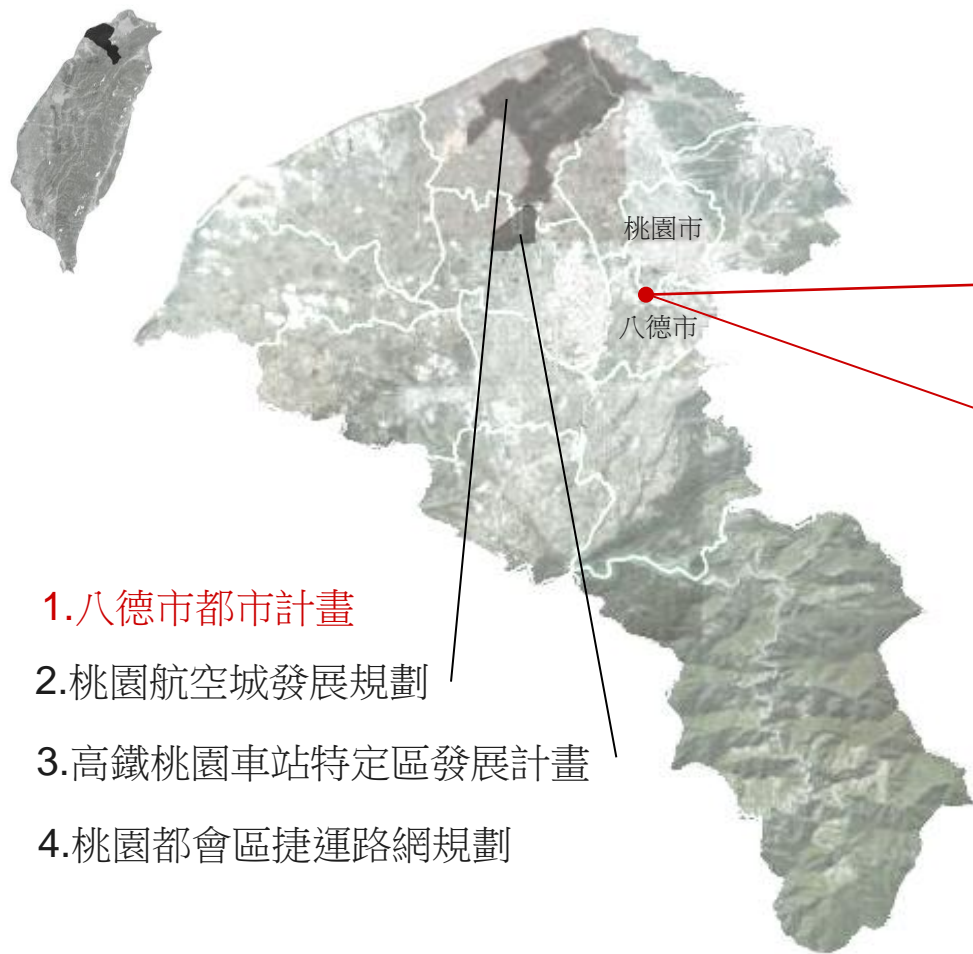 桃園市
八德市
1.八德市都市計畫
2.桃園航空城發展規劃
3.高鐵桃園車站特定區發展計畫
4.桃園都會區捷運路網規劃